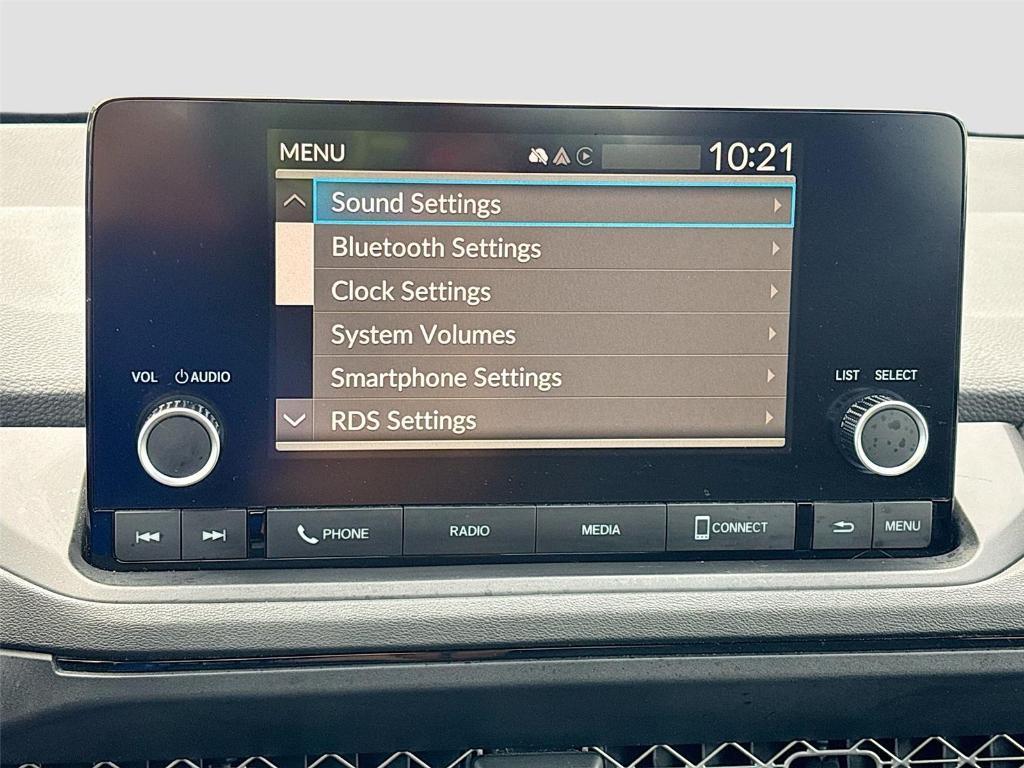 MENU 10:21
Sound Settings
Bluetooth Settings
Clock Settings
System Volumes
Smartphone Settings
RDS Settings
VOL AUDIO
LIST SELECT
PHONE RADIO MEDIA CONNECT MENU